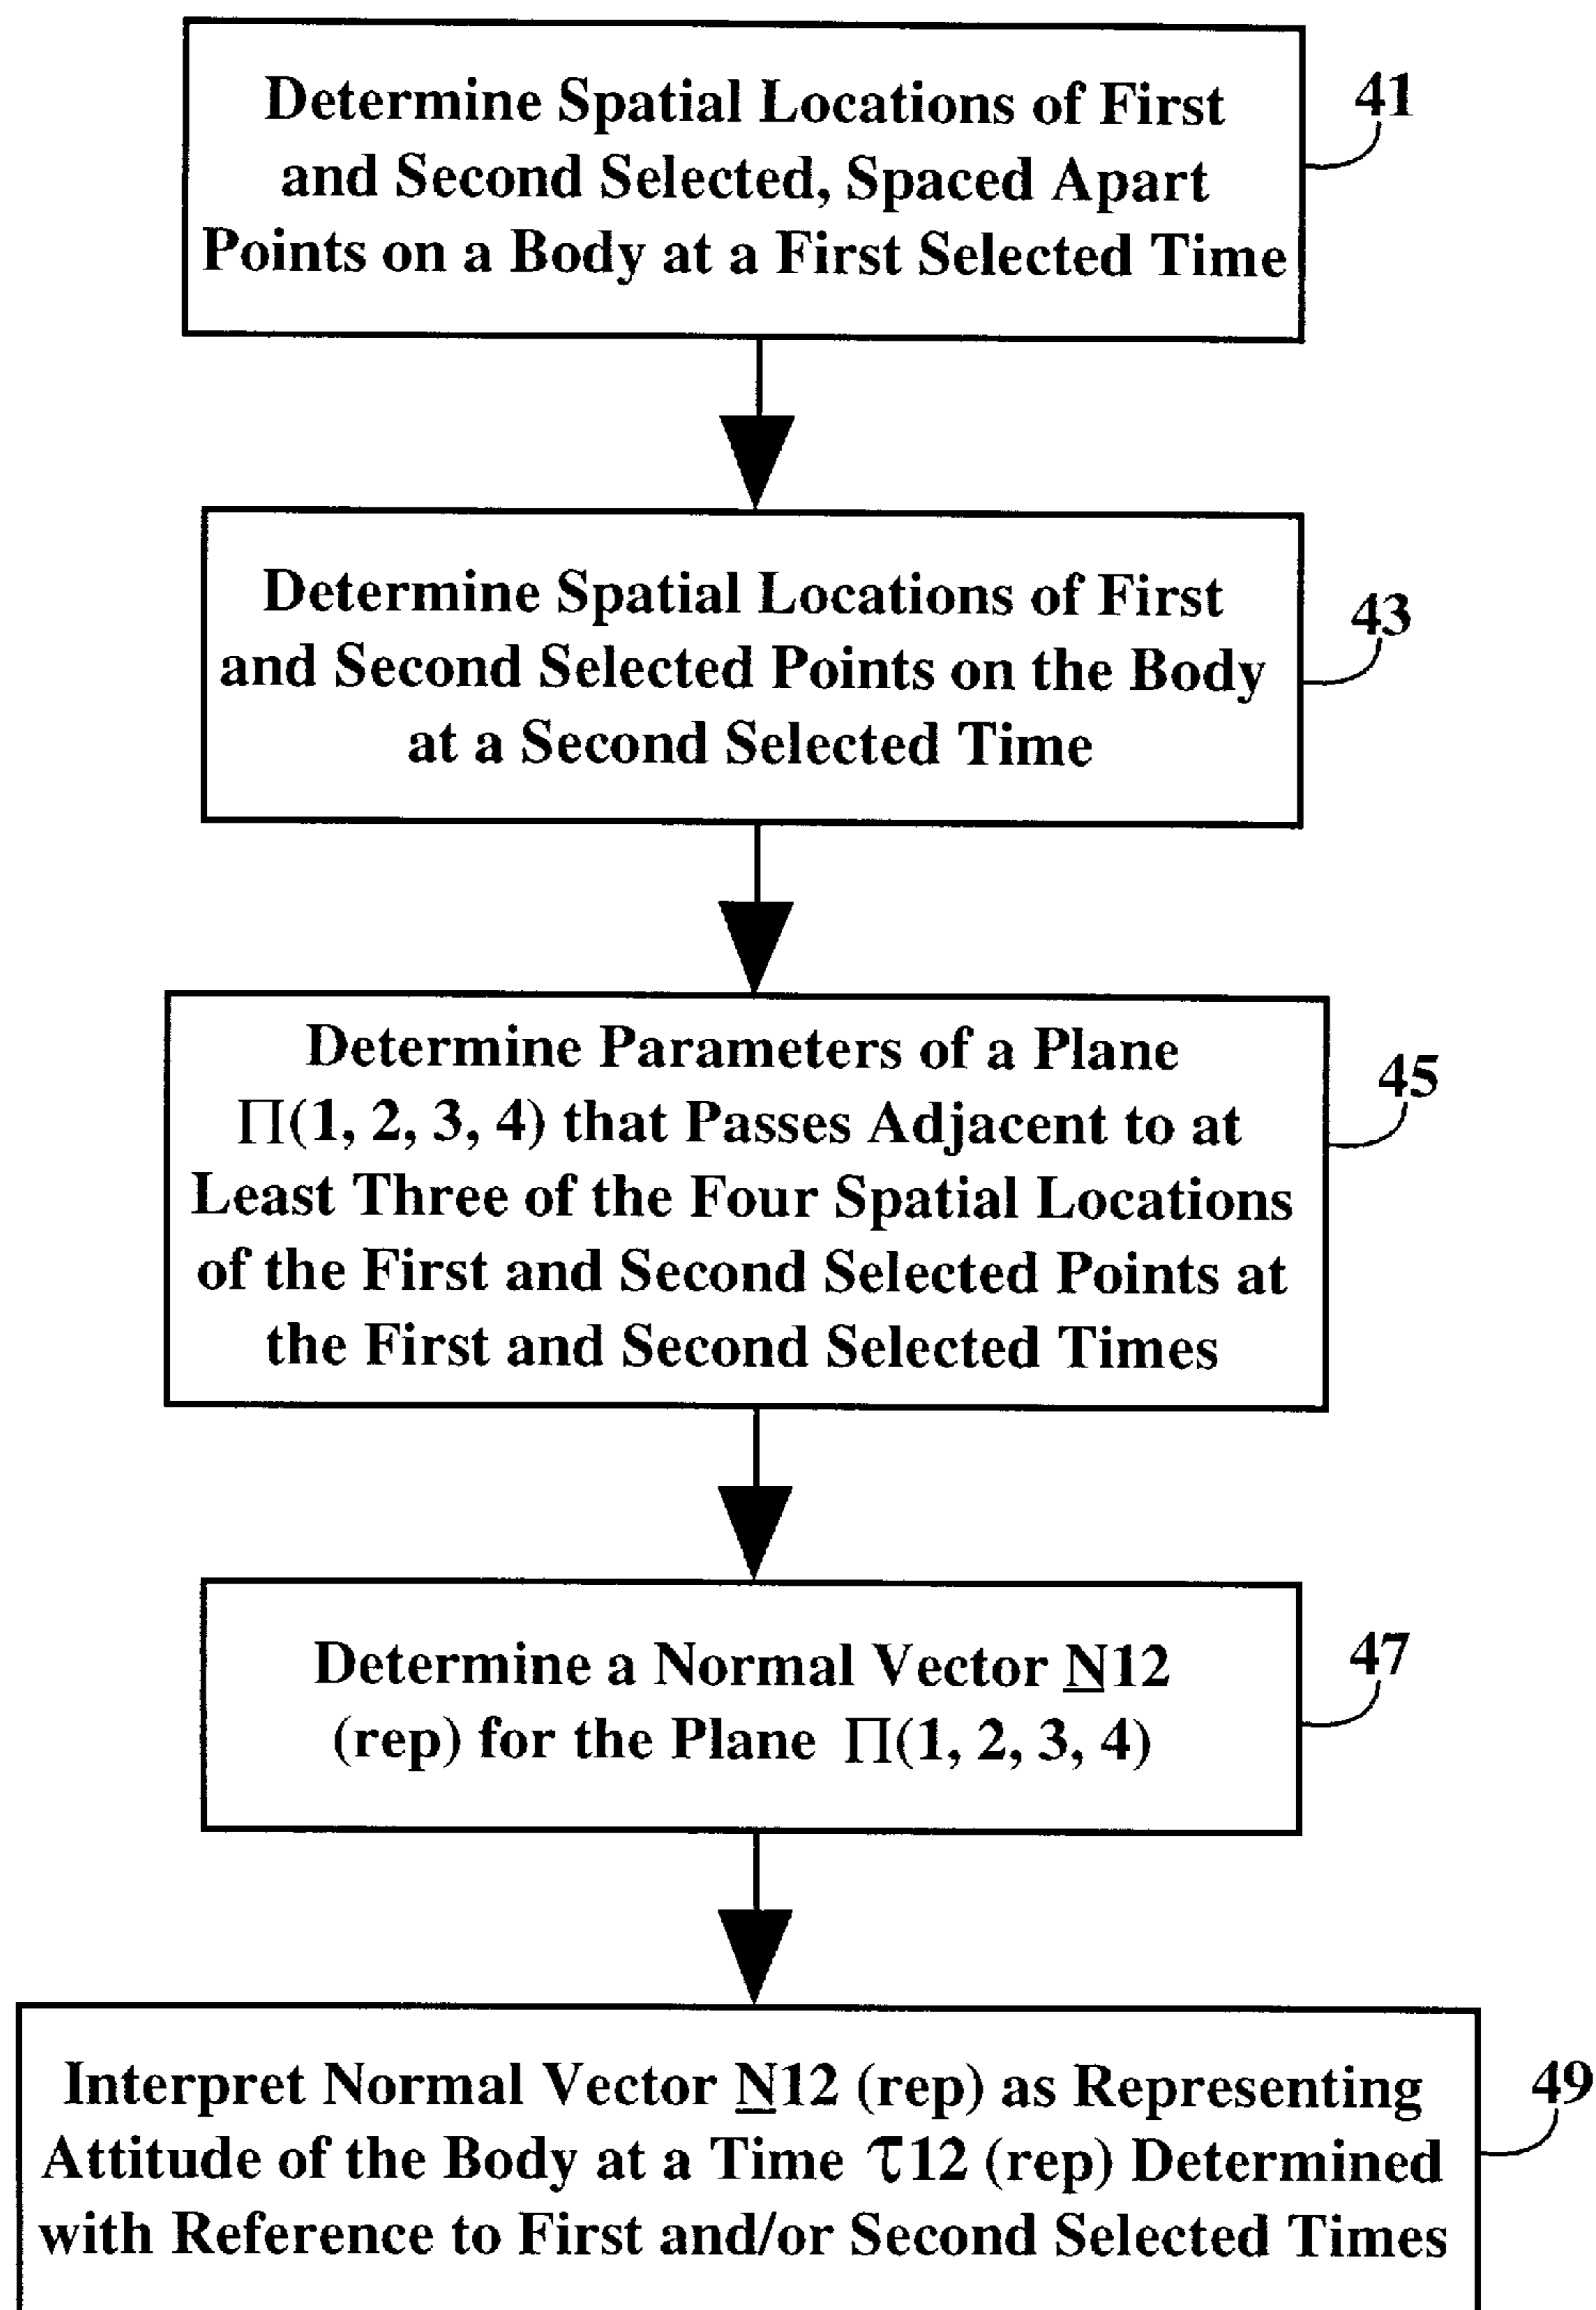 Determine Spatial Locations of First
and Second Selected, Spaced Apart
Points on a Body at a First Selected Time
41
Determine Spatial Locations of First
and Second Selected Points on the Body
at a Second Selected Time
43
Determine Parameters of a Plane
Π(1, 2, 3, 4) that Passes Adjacent to at
Least Three of the Four Spatial Locations
of the First and Second Selected Points at
the First and Second Selected Times
45
Determine a Normal Vector N12
(rep) for the Plane Π(1, 2, 3, 4)
47
Interpret Normal Vector N12 (rep) as Representing
Attitude of the Body at a Time τ12 (rep) Determined
with Reference to First and/or Second Selected Times
49